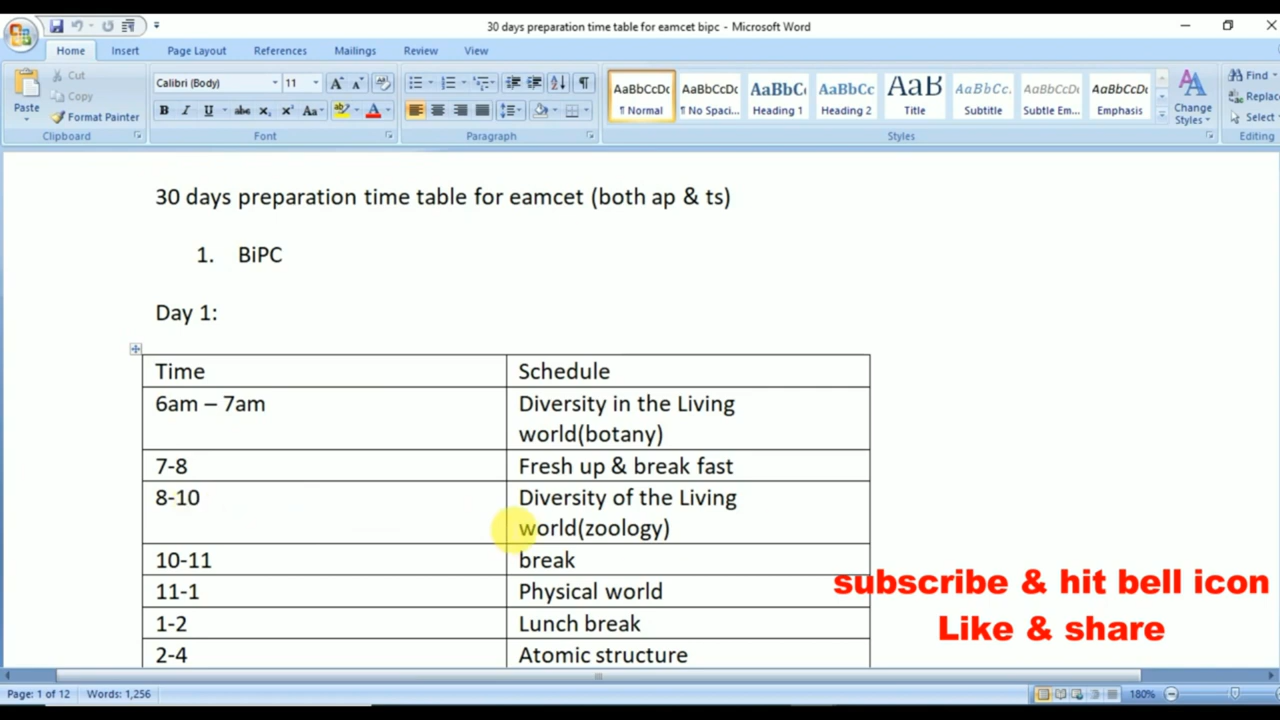 30 days preparation time table for eamcet bipc - Microsoft Word
Home Insert Page Layout References Mailings Review View
Paste
Cut
Copy
Format Painter
Clipboard
Calibri (Body) 11
B I U abc x₂ x² Aa
Font
Paragraph
AaBbCcDc AaBbCcDc AaBbC AaBbCc AaB AaBbCc. AaBbCcDc AaBbCcDc
¶ Normal ¶ No Spaci... Heading 1 Heading 2 Title Subtitle Subtle Em... Emphasis
Change
Styles
Styles
Find
Replace
Select
Editing
30 days preparation time table for eamcet (both ap & ts)
1. BiPC
Day 1:
Time Schedule
6am – 7am Diversity in the Living
world(botany)
7-8 Fresh up & break fast
8-10 Diversity of the Living
world(zoology)
10-11 break
11-1 Physical world
1-2 Lunch break
2-4 Atomic structure
subscribe & hit bell icon
Like & share
Page: 1 of 12 Words: 1,256 180%